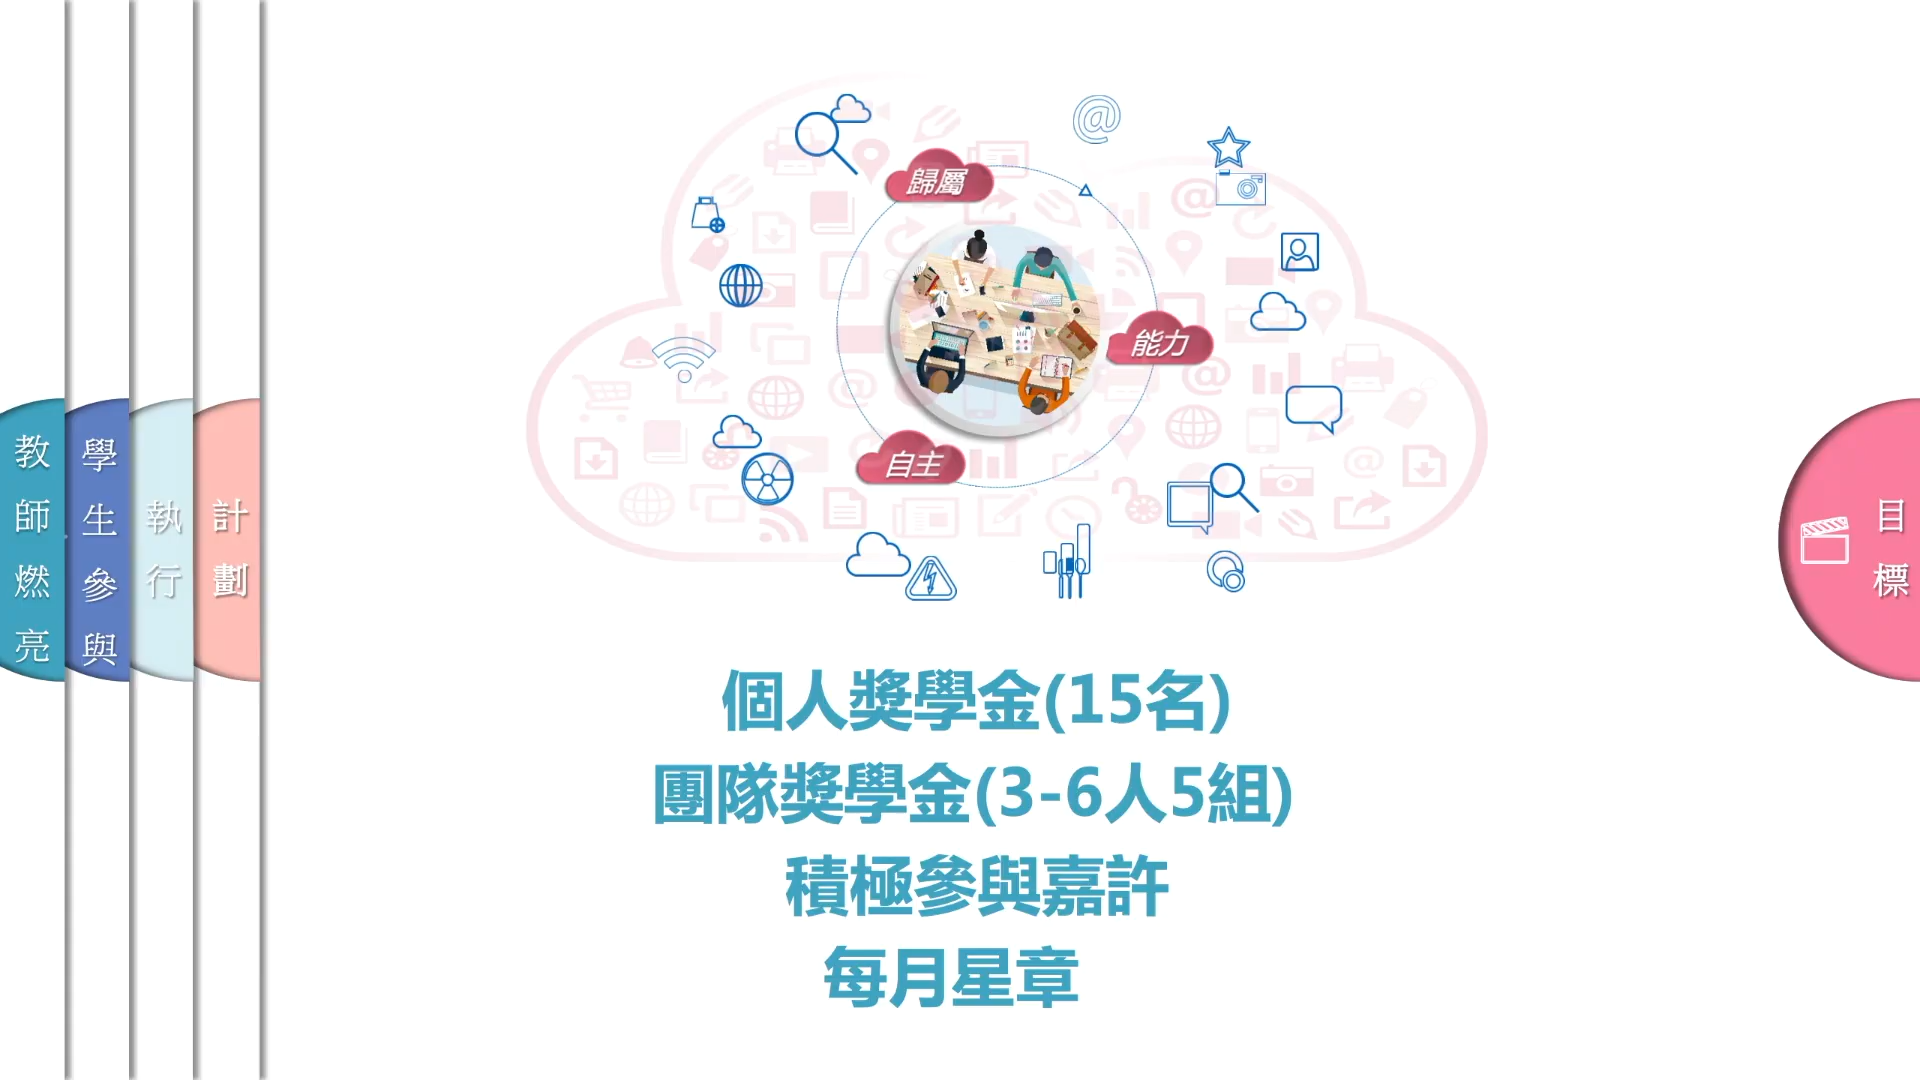 教師燃亮
學生參與
執行
計劃
歸屬
能力
自主
個人獎學金(15名)
團隊獎學金(3-6人5組)
積極參與嘉許
每月星章
目標